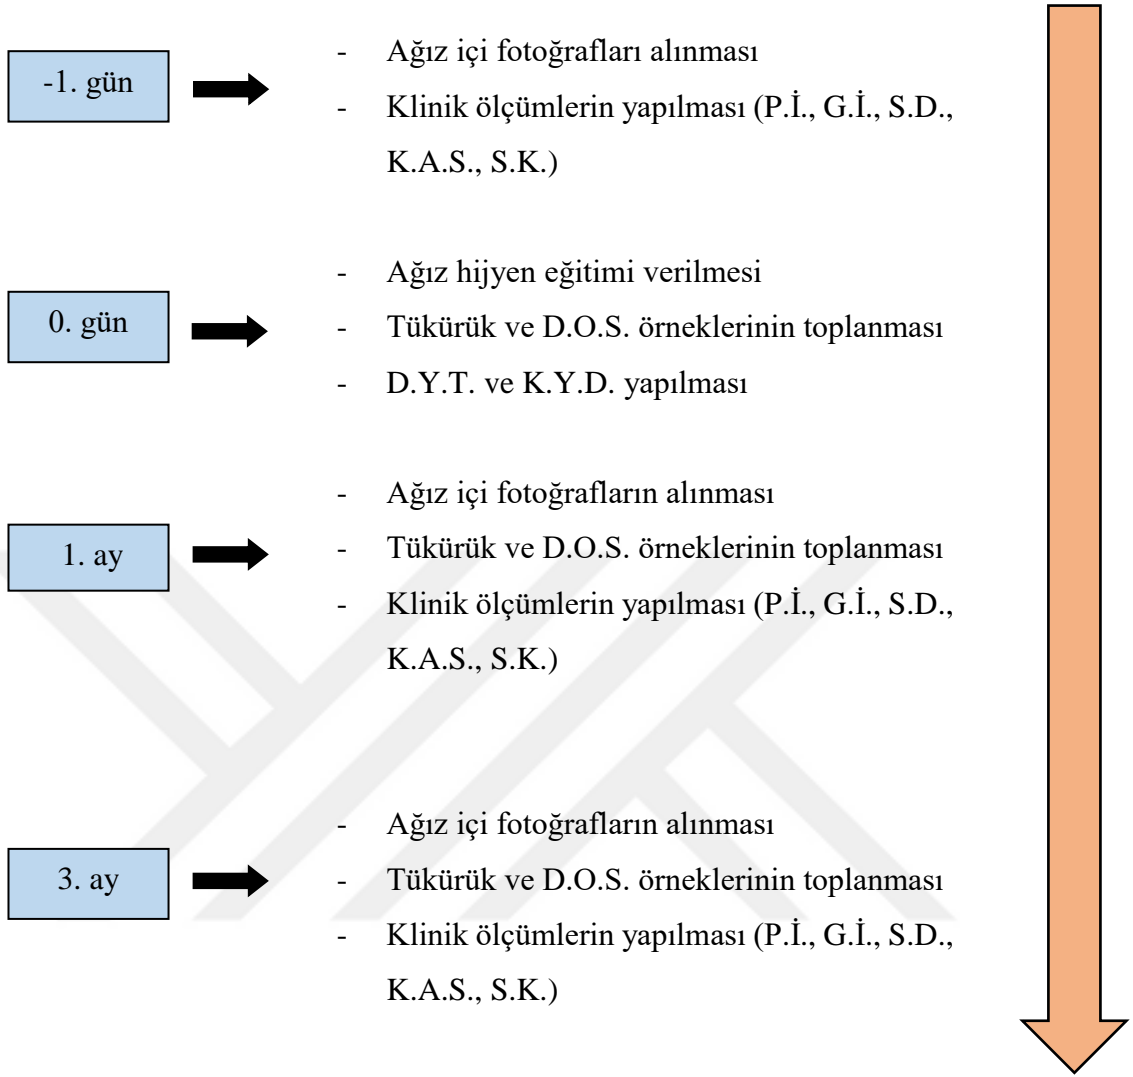 -1. gün
- Ağız içi fotoğrafları alınması
- Klinik ölçümlerin yapılması (P.İ., G.İ., S.D.,
K.A.S., S.K.)
0. gün
- Ağız hijyen eğitimi verilmesi
- Tükürük ve D.O.S. örneklerinin toplanması
- D.Y.T. ve K.Y.D. yapılması
1. ay
- Ağız içi fotoğrafların alınması
- Tükürük ve D.O.S. örneklerinin toplanması
- Klinik ölçümlerin yapılması (P.İ., G.İ., S.D.,
K.A.S., S.K.)
3. ay
- Ağız içi fotoğrafların alınması
- Tükürük ve D.O.S. örneklerinin toplanması
- Klinik ölçümlerin yapılması (P.İ., G.İ., S.D.,
K.A.S., S.K.)